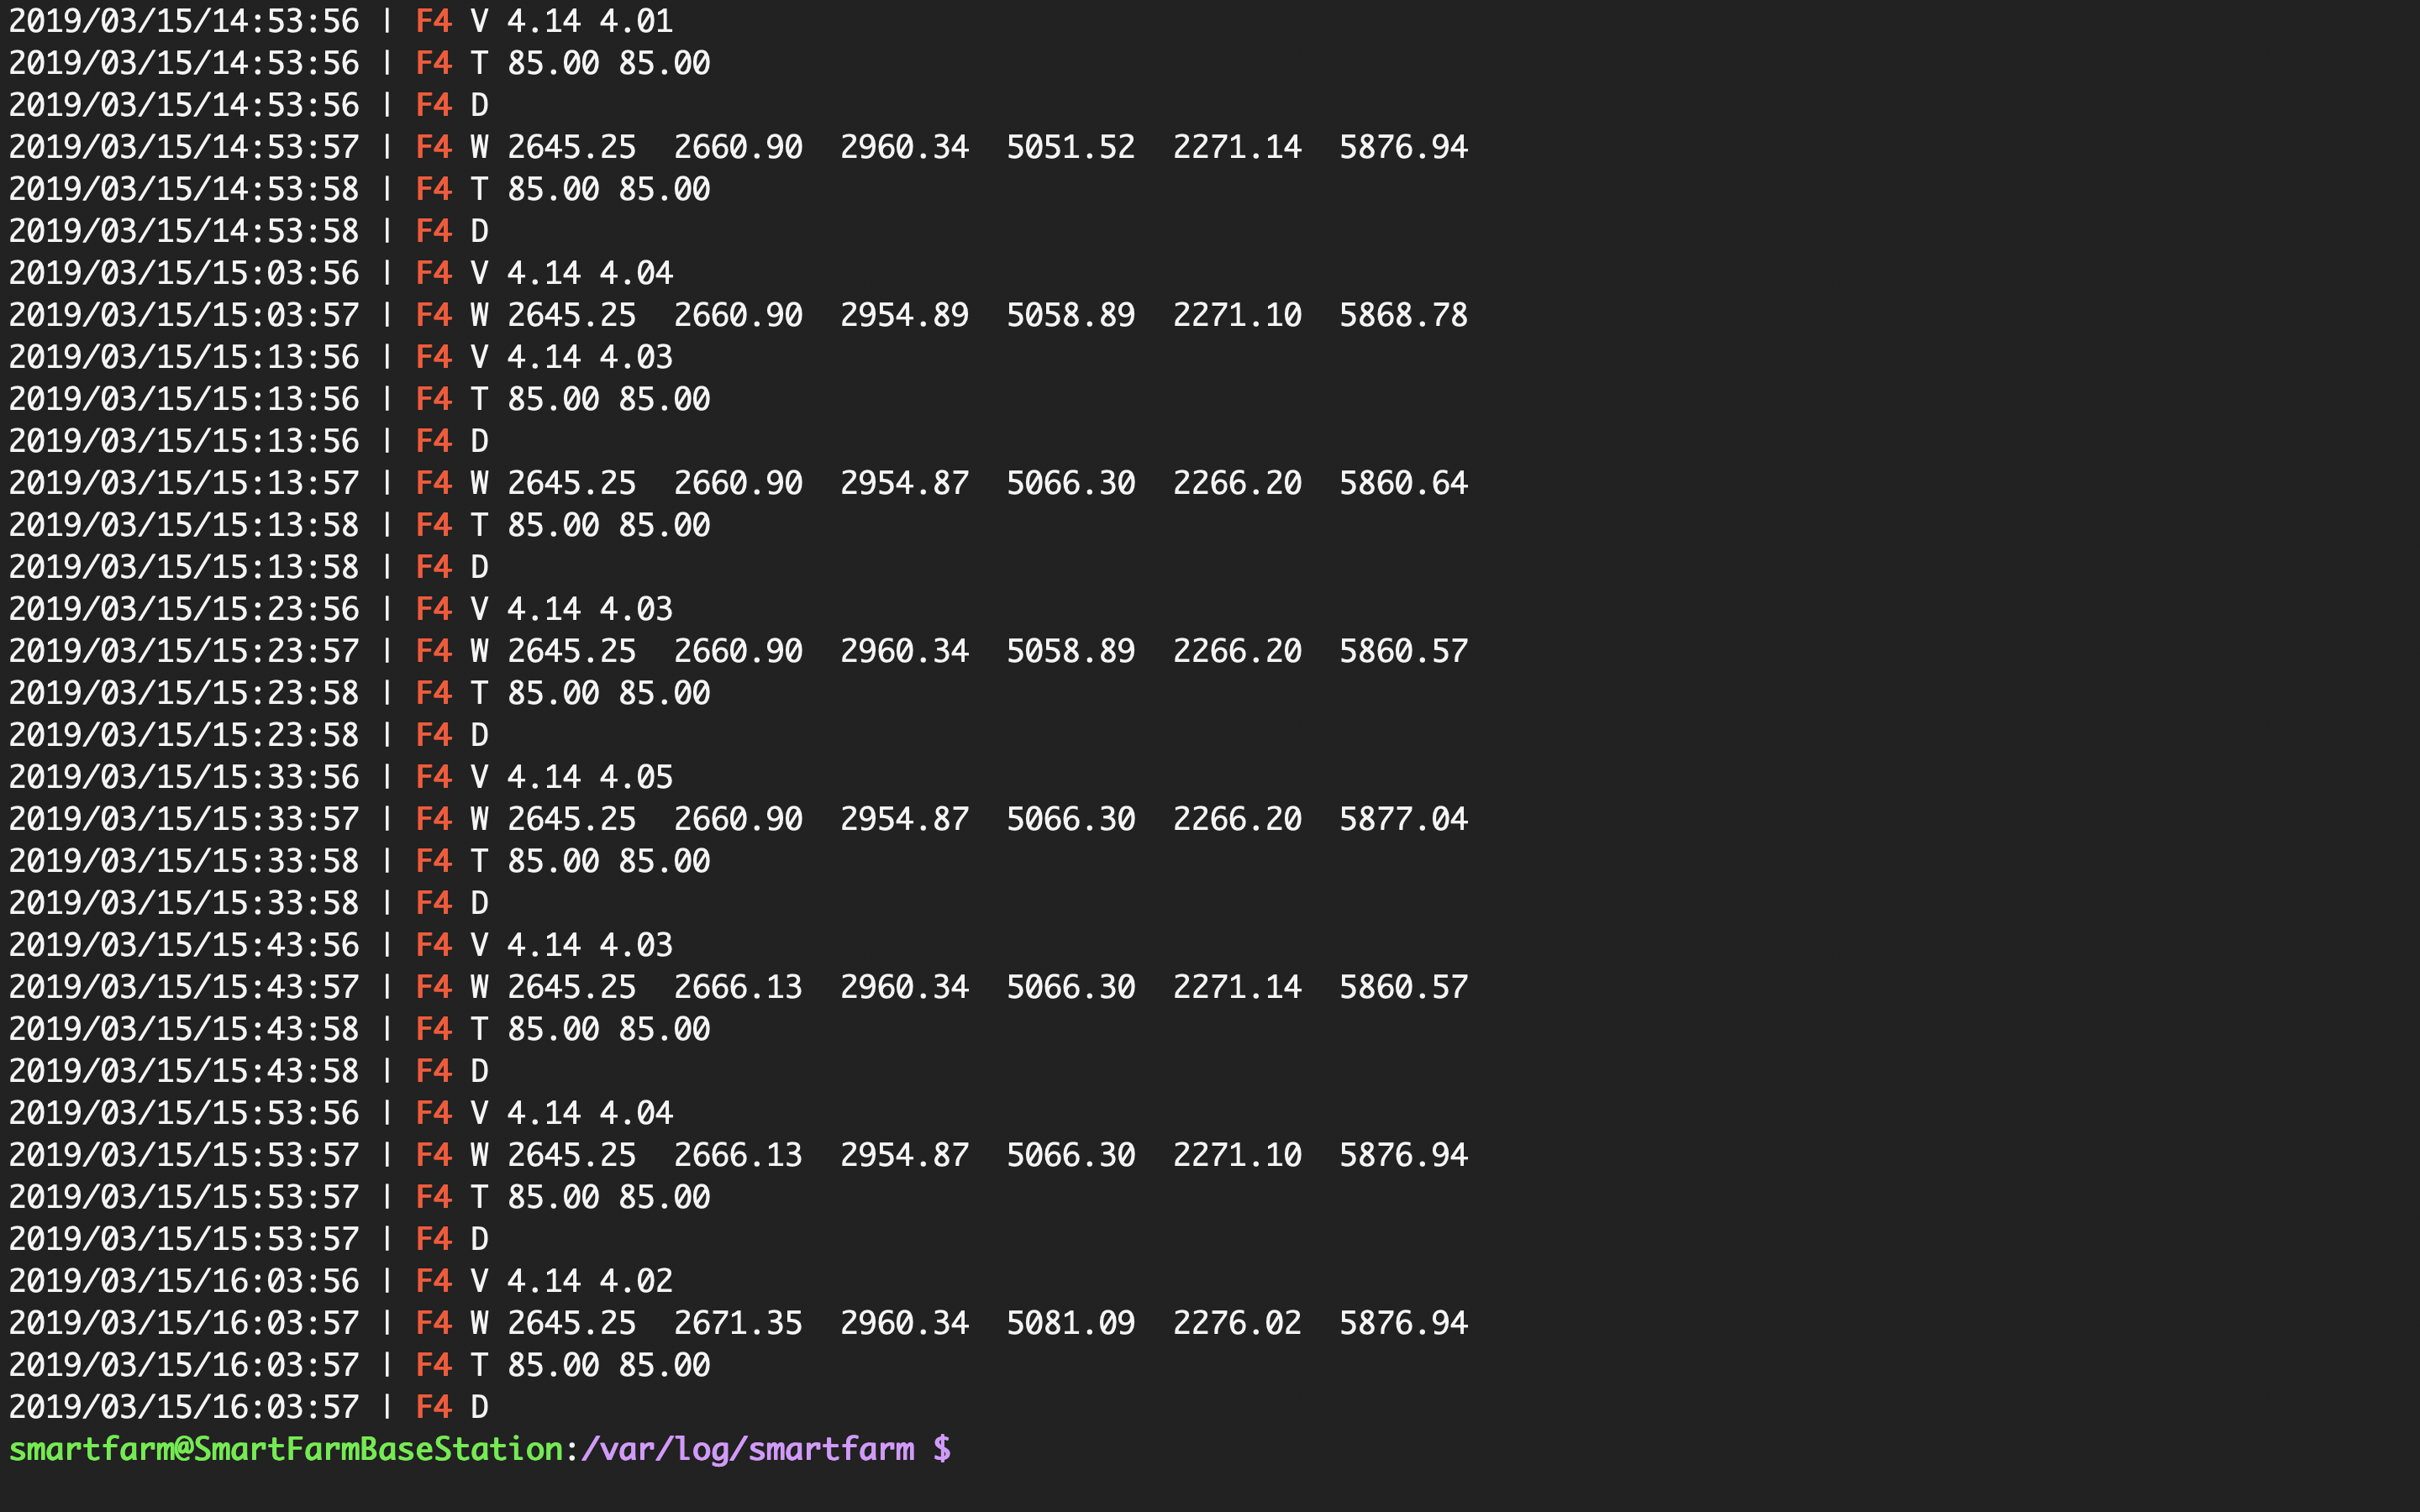 2019/03/15/14:53:56 | F4 V 4.14 4.01
2019/03/15/14:53:56 | F4 T 85.00 85.00
2019/03/15/14:53:56 | F4 D
2019/03/15/14:53:57 | F4 W 2645.25  2660.90  2960.34  5051.52  2271.14  5876.94
2019/03/15/14:53:58 | F4 T 85.00 85.00
2019/03/15/14:53:58 | F4 D
2019/03/15/15:03:56 | F4 V 4.14 4.04
2019/03/15/15:03:57 | F4 W 2645.25  2660.90  2954.89  5058.89  2271.10  5868.78
2019/03/15/15:13:56 | F4 V 4.14 4.03
2019/03/15/15:13:56 | F4 T 85.00 85.00
2019/03/15/15:13:56 | F4 D
2019/03/15/15:13:57 | F4 W 2645.25  2660.90  2954.87  5066.30  2266.20  5860.64
2019/03/15/15:13:58 | F4 T 85.00 85.00
2019/03/15/15:13:58 | F4 D
2019/03/15/15:23:56 | F4 V 4.14 4.03
2019/03/15/15:23:57 | F4 W 2645.25  2660.90  2960.34  5058.89  2266.20  5860.57
2019/03/15/15:23:58 | F4 T 85.00 85.00
2019/03/15/15:23:58 | F4 D
2019/03/15/15:33:56 | F4 V 4.14 4.05
2019/03/15/15:33:57 | F4 W 2645.25  2660.90  2954.87  5066.30  2266.20  5877.04
2019/03/15/15:33:58 | F4 T 85.00 85.00
2019/03/15/15:33:58 | F4 D
2019/03/15/15:43:56 | F4 V 4.14 4.03
2019/03/15/15:43:57 | F4 W 2645.25  2666.13  2960.34  5066.30  2271.14  5860.57
2019/03/15/15:43:58 | F4 T 85.00 85.00
2019/03/15/15:43:58 | F4 D
2019/03/15/15:53:56 | F4 V 4.14 4.04
2019/03/15/15:53:57 | F4 W 2645.25  2666.13  2954.87  5066.30  2271.10  5876.94
2019/03/15/15:53:57 | F4 T 85.00 85.00
2019/03/15/15:53:57 | F4 D
2019/03/15/16:03:56 | F4 V 4.14 4.02
2019/03/15/16:03:57 | F4 W 2645.25  2671.35  2960.34  5081.09  2276.02  5876.94
2019/03/15/16:03:57 | F4 T 85.00 85.00
2019/03/15/16:03:57 | F4 D
smartfarm@SmartFarmBaseStation:/var/log/smartfarm $